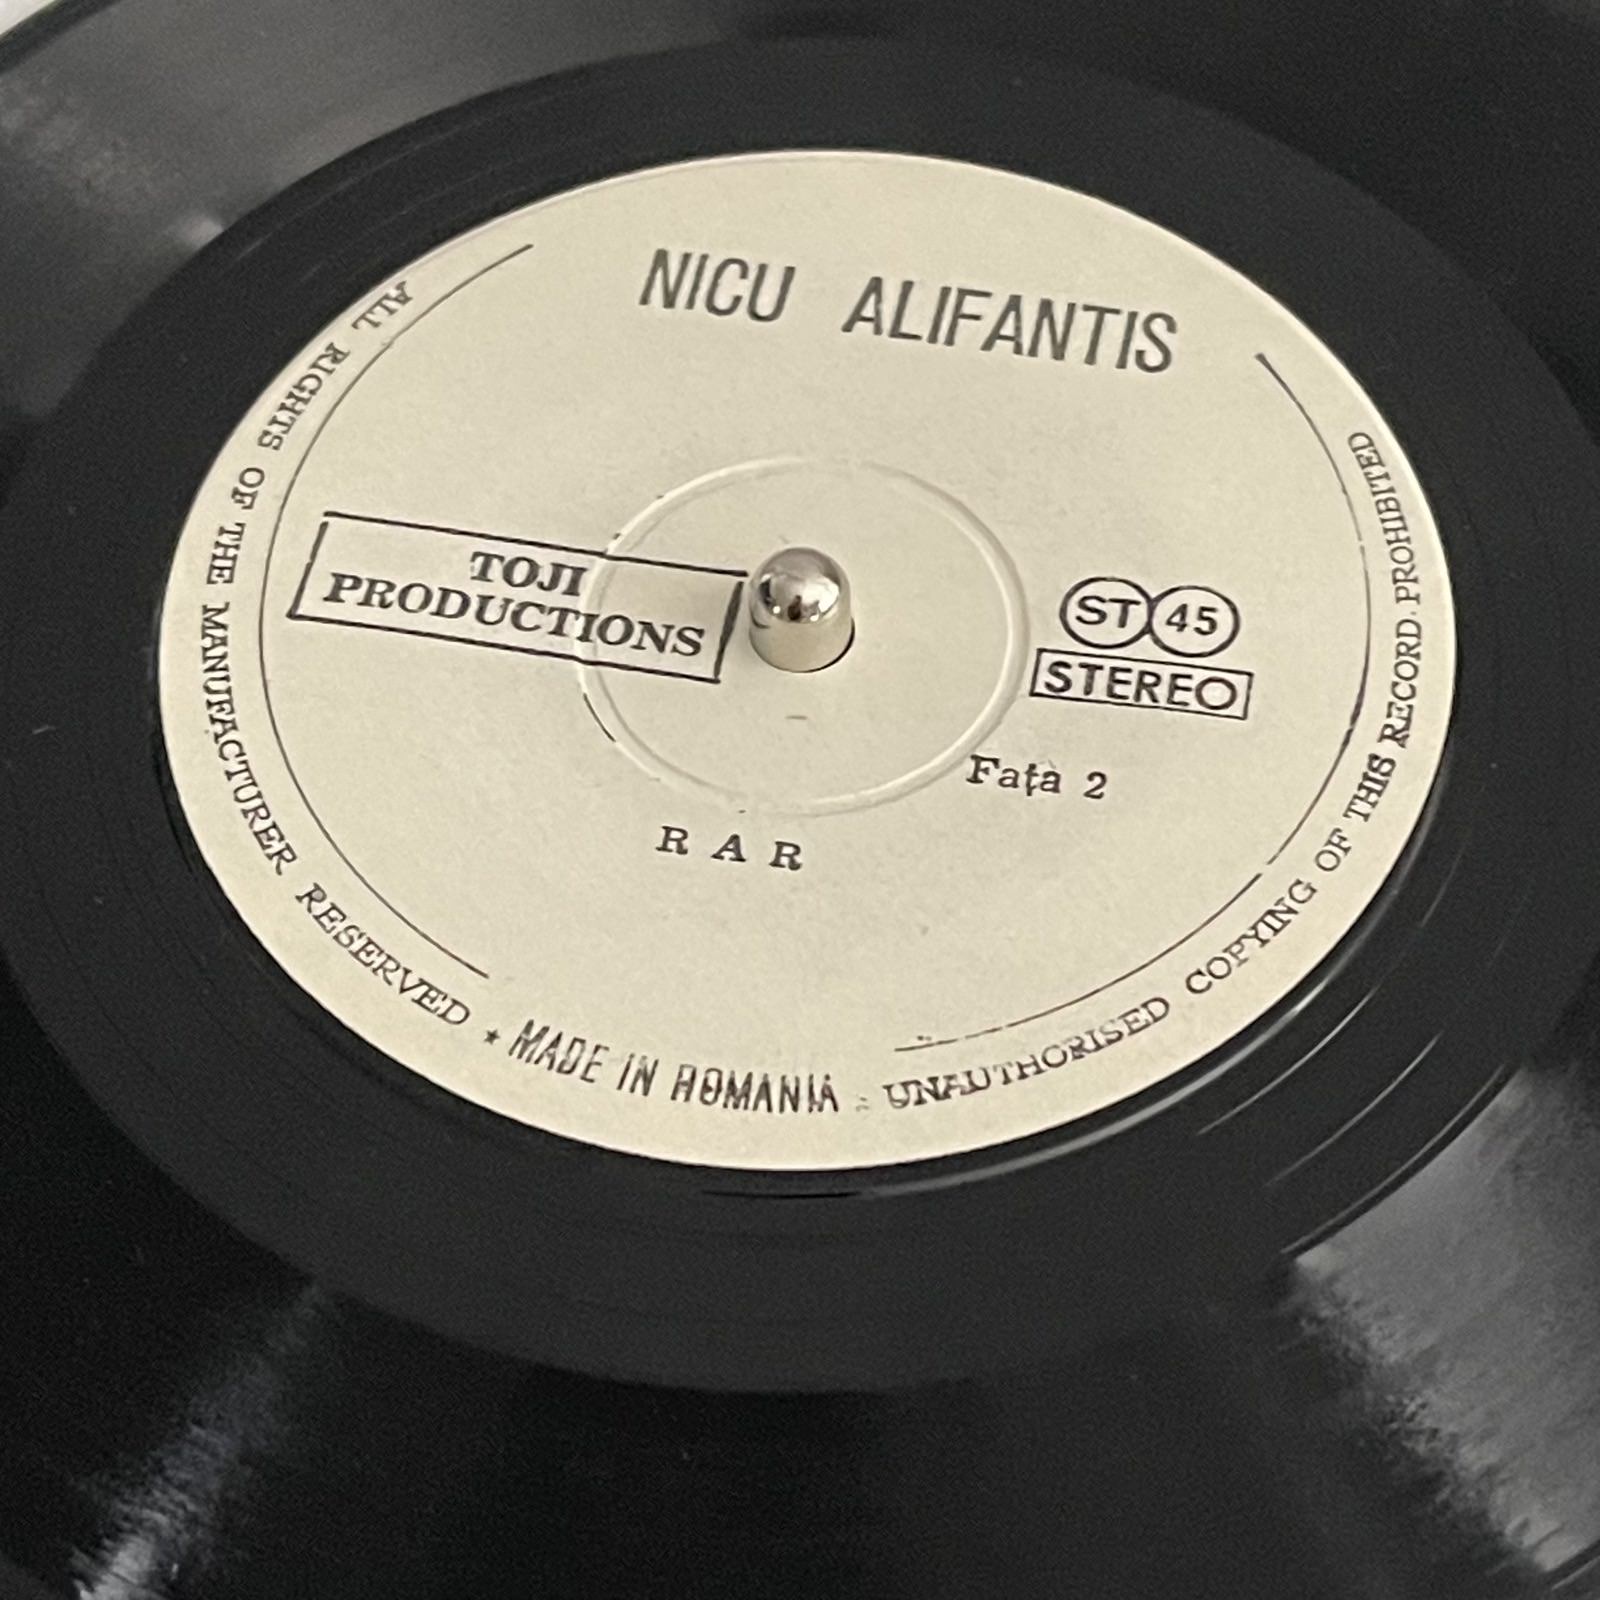 NICU ALIFANTIS
TOJI
PRODUCTIONS
ST 45
STEREO
Fața 2
R A R
ALL RIGHTS OF THE MANUFACTURER RESERVED ★ MADE IN ROMANIA ★ UNAUTHORISED COPYING OF THIS RECORD PROHIBITED